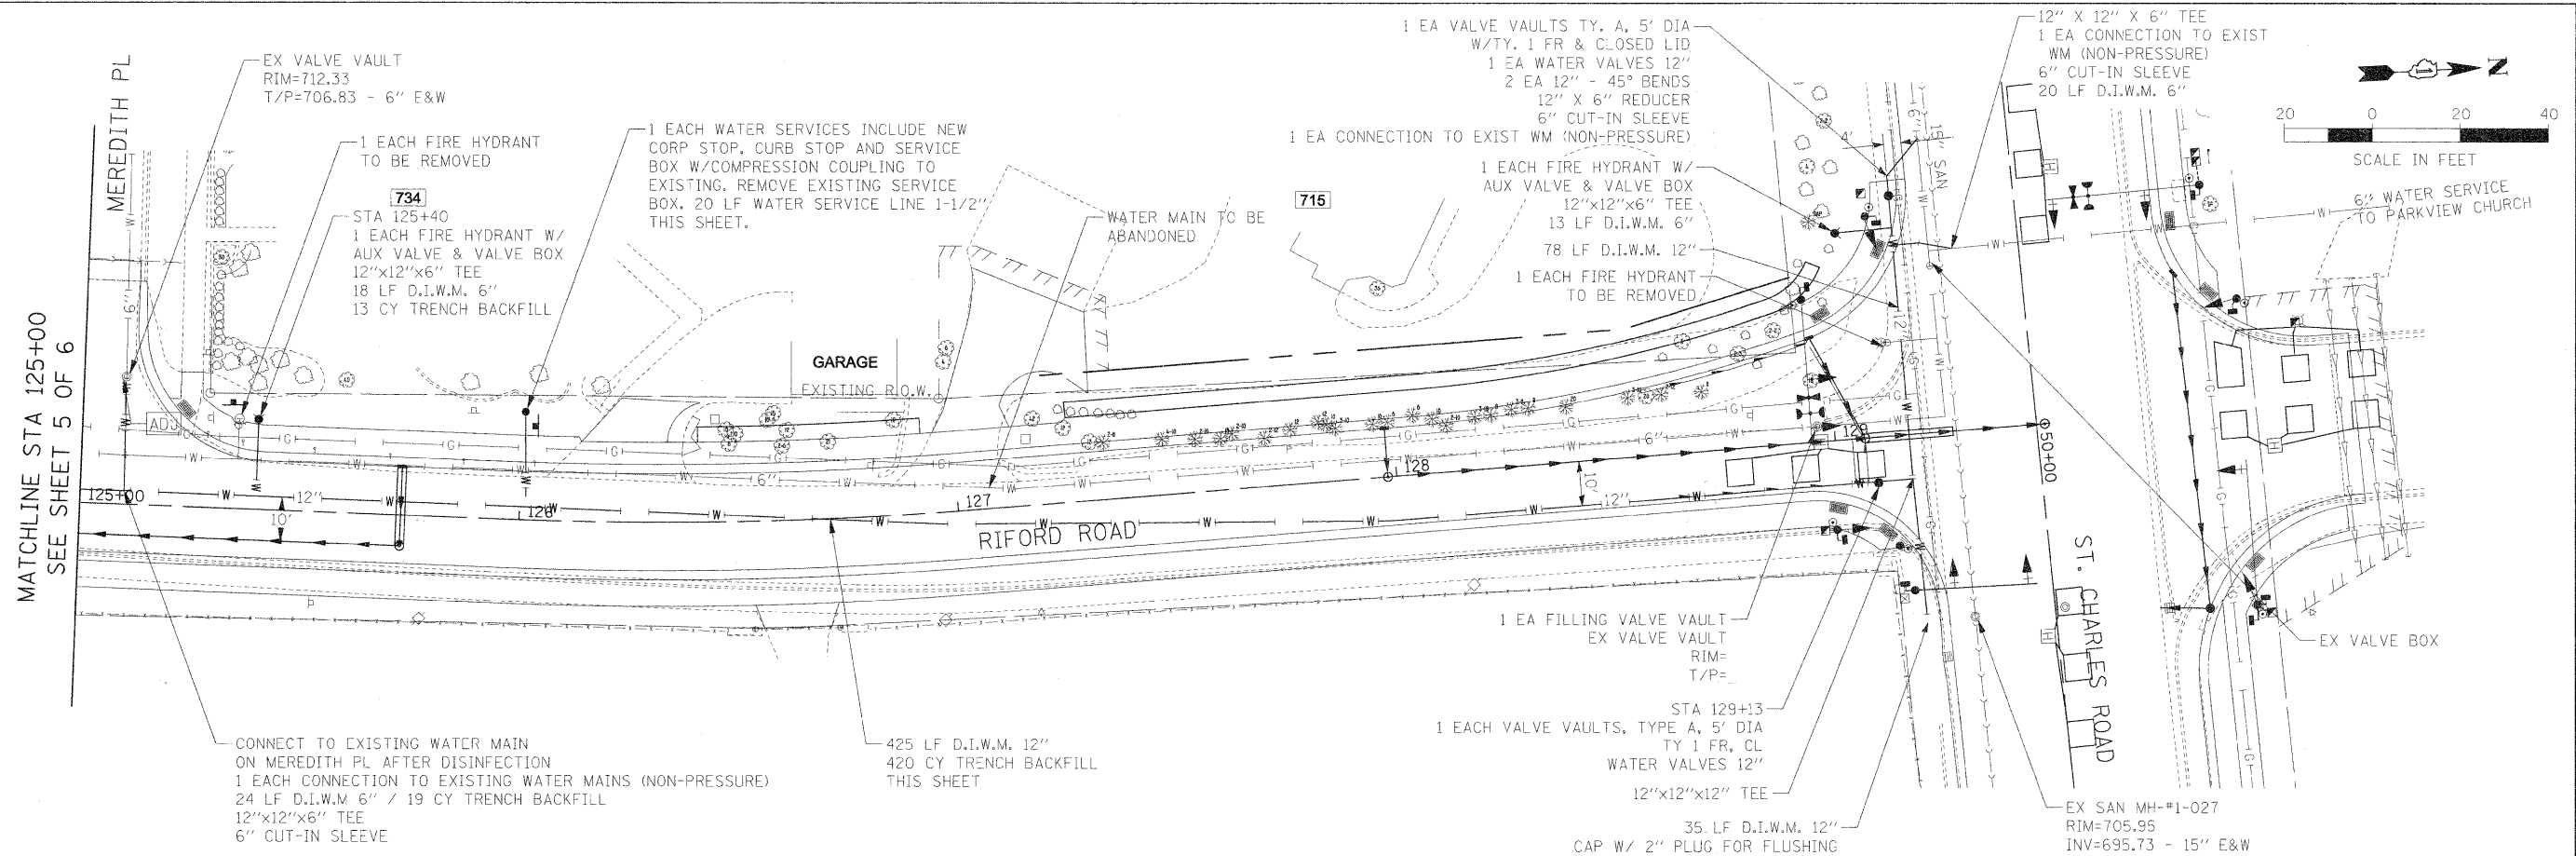 MATCHLINE STA 125+00
SEE SHEET 5 OF 6
MEREDITH PL
EX VALVE VAULT
RIM=712.33
T/P=706.83 - 6" E&W
1 EACH FIRE HYDRANT
TO BE REMOVED
734
STA 125+40
1 EACH FIRE HYDRANT W/
AUX VALVE & VALVE BOX
12"x12"x6" TEE
18 LF D.I.W.M. 6"
13 CY TRENCH BACKFILL
1 EACH WATER SERVICES INCLUDE NEW
CORP STOP, CURB STOP AND SERVICE
BOX W/COMPRESSION COUPLING TO
EXISTING. REMOVE EXISTING SERVICE
BOX. 20 LF WATER SERVICE LINE 1-1/2"
THIS SHEET.
WATER MAIN TO BE
ABANDONED
715
1 EA VALVE VAULTS TY. A, 5' DIA
W/TY. 1 FR & CLOSED LID
1 EA WATER VALVES 12"
2 EA 12" - 45° BENDS
12" X 6" REDUCER
6" CUT-IN SLEEVE
1 EA CONNECTION TO EXIST WM (NON-PRESSURE)
1 EACH FIRE HYDRANT W/
AUX VALVE & VALVE BOX
12"x12"x6" TEE
13 LF D.I.W.M. 6"
78 LF D.I.W.M. 12"
1 EACH FIRE HYDRANT
TO BE REMOVED
12" X 12" X 6" TEE
1 EA CONNECTION TO EXIST
WM (NON-PRESSURE)
6" CUT-IN SLEEVE
20 LF D.I.W.M. 6"
N
20 0 20 40
SCALE IN FEET
6" WATER SERVICE
TO PARKVIEW CHURCH
4'
6"
15" SAN
12"
GARAGE
EXISTING R.O.W.
ADJ
6"
125+00
12"
10'
126
6"
127
6"
128
12"
10'
50+00
RIFORD ROAD
ST. CHARLES ROAD
EX VALVE BOX
1 EA FILLING VALVE VAULT
EX VALVE VAULT
RIM=
T/P=
STA 129+13
1 EACH VALVE VAULTS, TYPE A, 5' DIA
TY 1 FR, CL
WATER VALVES 12"
12"x12"x12" TEE
35 LF D.I.W.M. 12"
CAP W/ 2" PLUG FOR FLUSHING
EX SAN MH-#1-027
RIM=705.95
INV=695.73 - 15" E&W
CONNECT TO EXISTING WATER MAIN
ON MEREDITH PL AFTER DISINFECTION
1 EACH CONNECTION TO EXISTING WATER MAINS (NON-PRESSURE)
24 LF D.I.W.M 6" / 19 CY TRENCH BACKFILL
12"x12"x6" TEE
6" CUT-IN SLEEVE
425 LF D.I.W.M. 12"
420 CY TRENCH BACKFILL
THIS SHEET